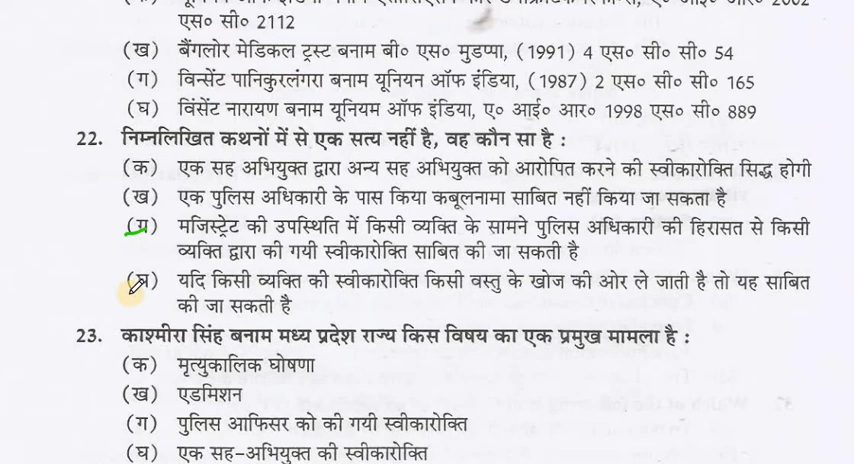 एस० सी० 2112
(ख) बैंगलोर मेडिकल ट्रस्ट बनाम बी० एस० मुडप्पा, (1991) 4 एस० सी० सी० 54
(ग) विन्सेंट पानिकुरलंगरा बनाम यूनियन ऑफ इंडिया, (1987) 2 एस० सी० सी० 165
(घ) विंसेंट नारायण बनाम यूनियम ऑफ इंडिया, ए० आई० आर० 1998 एस० सी० 889
22. निम्नलिखित कथनों में से एक सत्य नहीं है, वह कौन सा है :
(क) एक सह अभियुक्त द्वारा अन्य सह अभियुक्त को आरोपित करने की स्वीकारोक्ति सिद्ध होगी
(ख) एक पुलिस अधिकारी के पास किया कबूलनामा साबित नहीं किया जा सकता है
(ग) मजिस्ट्रेट की उपस्थिति में किसी व्यक्ति के सामने पुलिस अधिकारी की हिरासत से किसी
व्यक्ति द्वारा की गयी स्वीकारोक्ति साबित की जा सकती है
(घ) यदि किसी व्यक्ति की स्वीकारोक्ति किसी वस्तु के खोज की ओर ले जाती है तो यह साबित
की जा सकती है
23. काश्मीरा सिंह बनाम मध्य प्रदेश राज्य किस विषय का एक प्रमुख मामला है :
(क) मृत्युकालिक घोषणा
(ख) एडमिशन
(ग) पुलिस आफिसर को की गयी स्वीकारोक्ति
(घ) एक सह-अभियुक्त की स्वीकारोक्ति